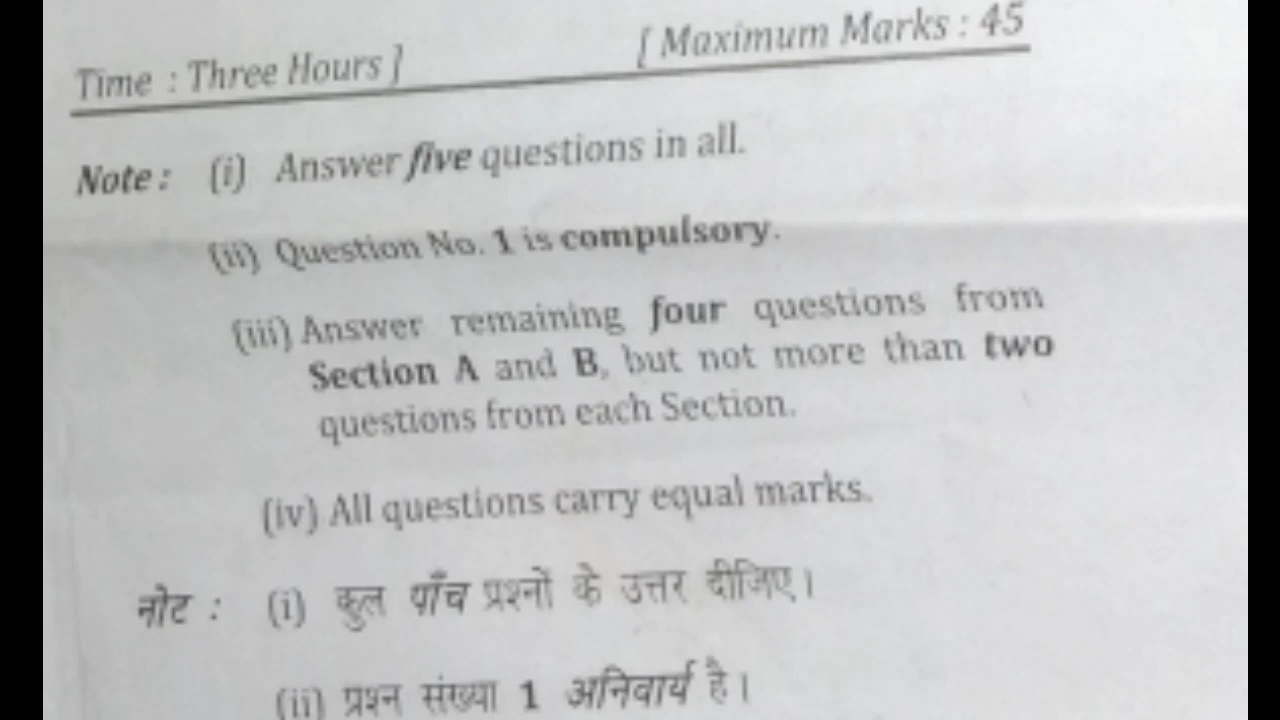 Time : Three Hours ] [ Maximum Marks : 45
Note : (i) Answer five questions in all.
(ii) Question No. 1 is compulsory.
(iii) Answer remaining four questions from
Section A and B, but not more than two
questions from each Section.
(iv) All questions carry equal marks.
नोट : (i) कुल पाँच प्रश्नों के उत्तर दीजिए।
(ii) प्रश्न संख्या 1 अनिवार्य है।